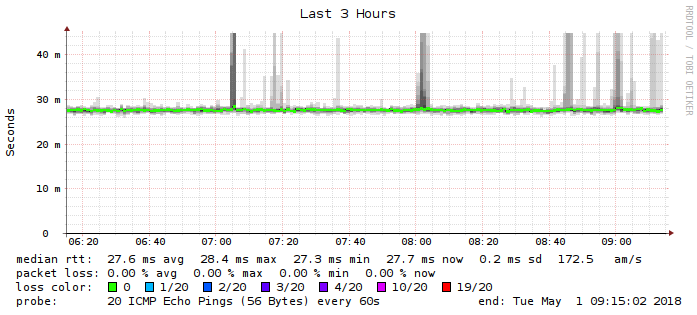 Last 3 Hours
RRDTOOL / TOBI OETIKER
Seconds
40 m
30 m
20 m
10 m
0
06:20 06:40 07:00 07:20 07:40 08:00 08:20 08:40 09:00
median rtt: 27.6 ms avg 28.4 ms max 27.3 ms min 27.7 ms now 0.2 ms sd 172.5 am/s
packet loss: 0.00 % avg 0.00 % max 0.00 % min 0.00 % now
loss color: 0 1/20 2/20 3/20 4/20 10/20 19/20
probe: 20 ICMP Echo Pings (56 Bytes) every 60s end: Tue May 1 09:15:02 2018